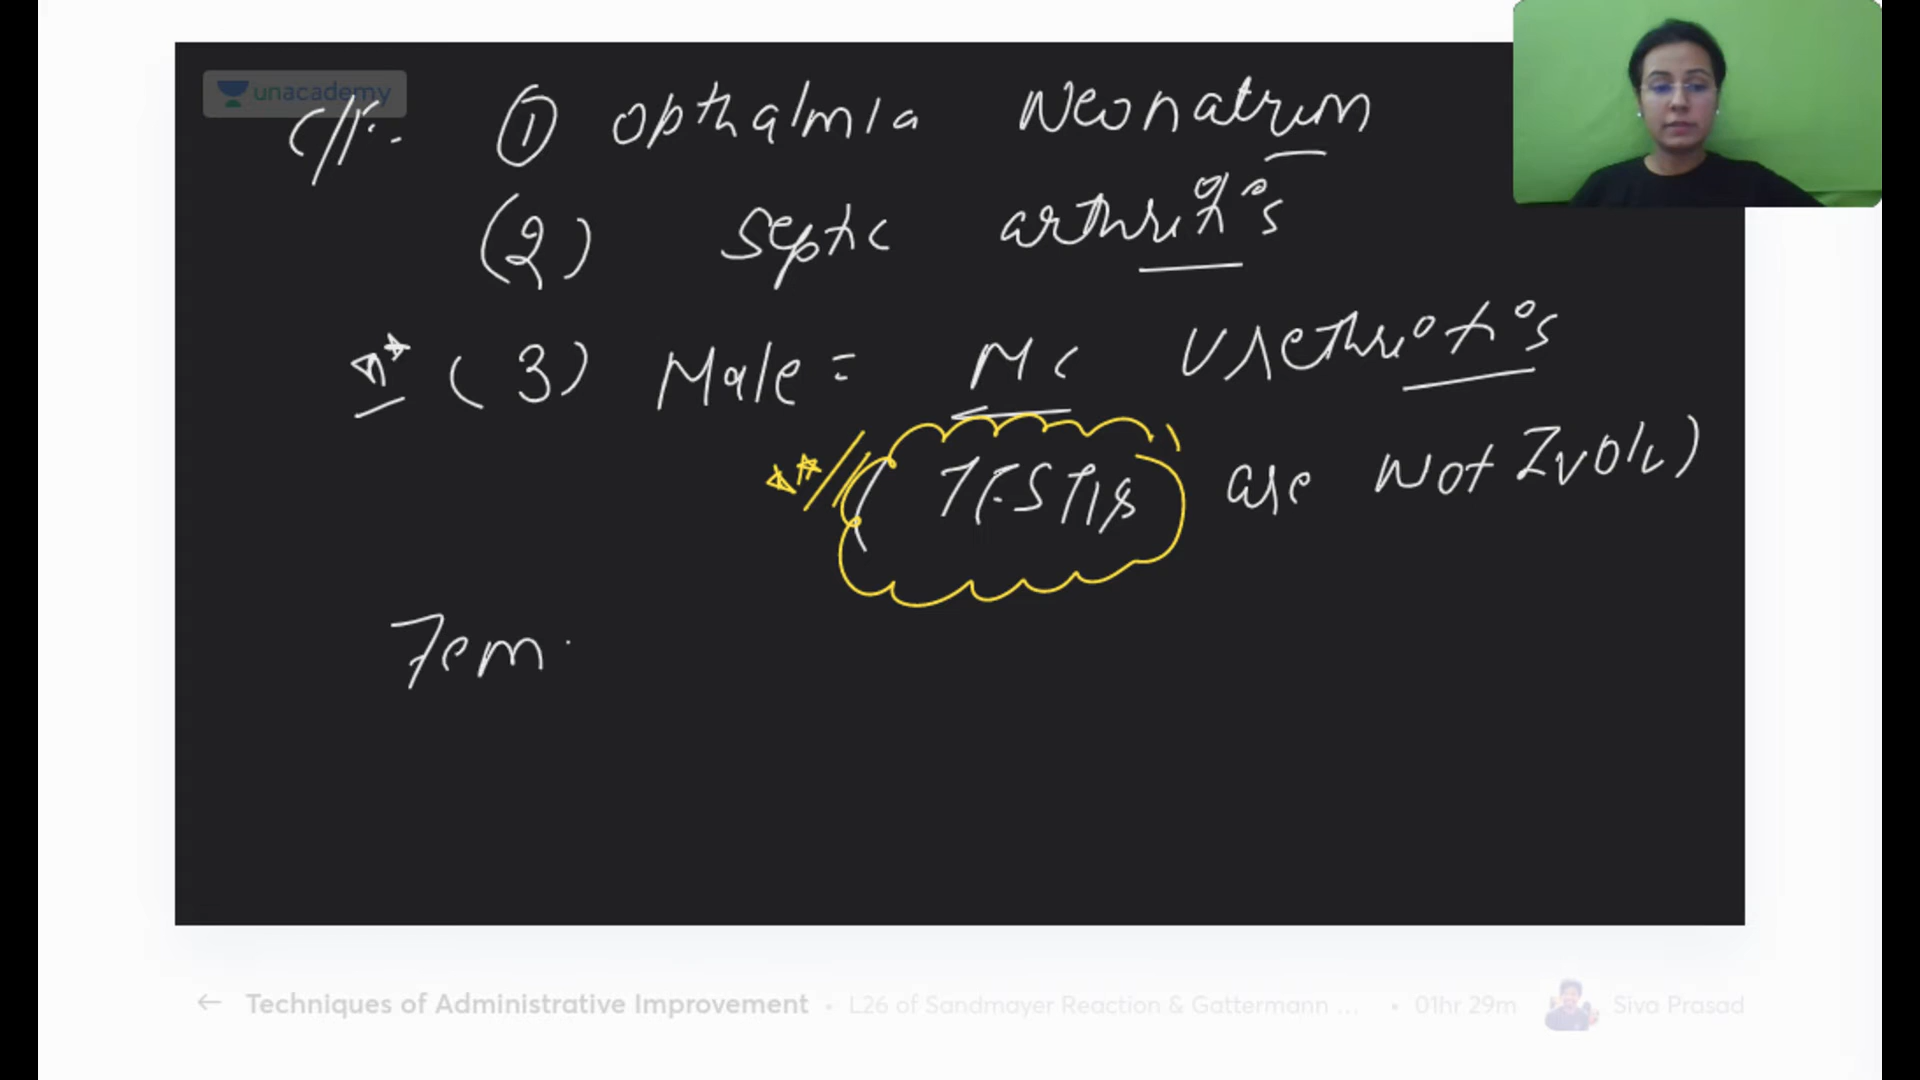 unacademy
C/F:- ① opthalmia Neonatrum
(2) septic arthritis
(3) Male = MC Urethritis
( TESTIS are Not Involv)
Fem
← Techniques of Administrative Improvement • L26 of Sandmayer Reaction & Gattermann ... • 01hr 29m Siva Prasad